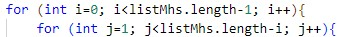 for (int i=0; i<listMhs.length-1; i++){
    for (int j=1; j<listMhs.length-i; j++){